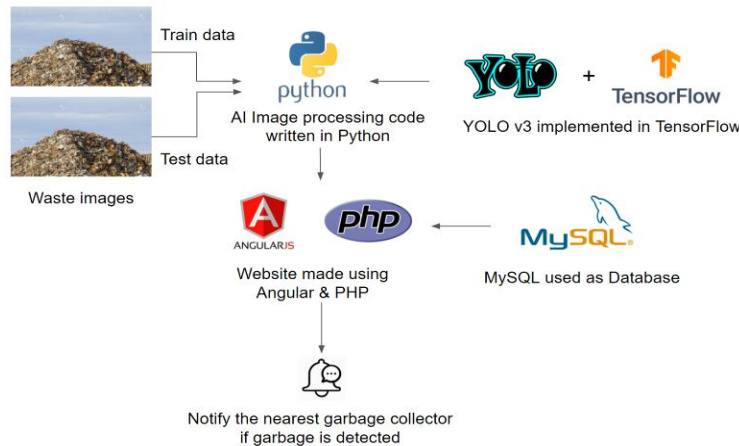 Train data
Test data
Waste images
python
AI Image processing code
written in Python
YOLO
+
TensorFlow
YOLO v3 implemented in TensorFlow
A
ANGULARJS
php
Website made using
Angular & PHP
MySQL®
MySQL used as Database
Notify the nearest garbage collector
if garbage is detected